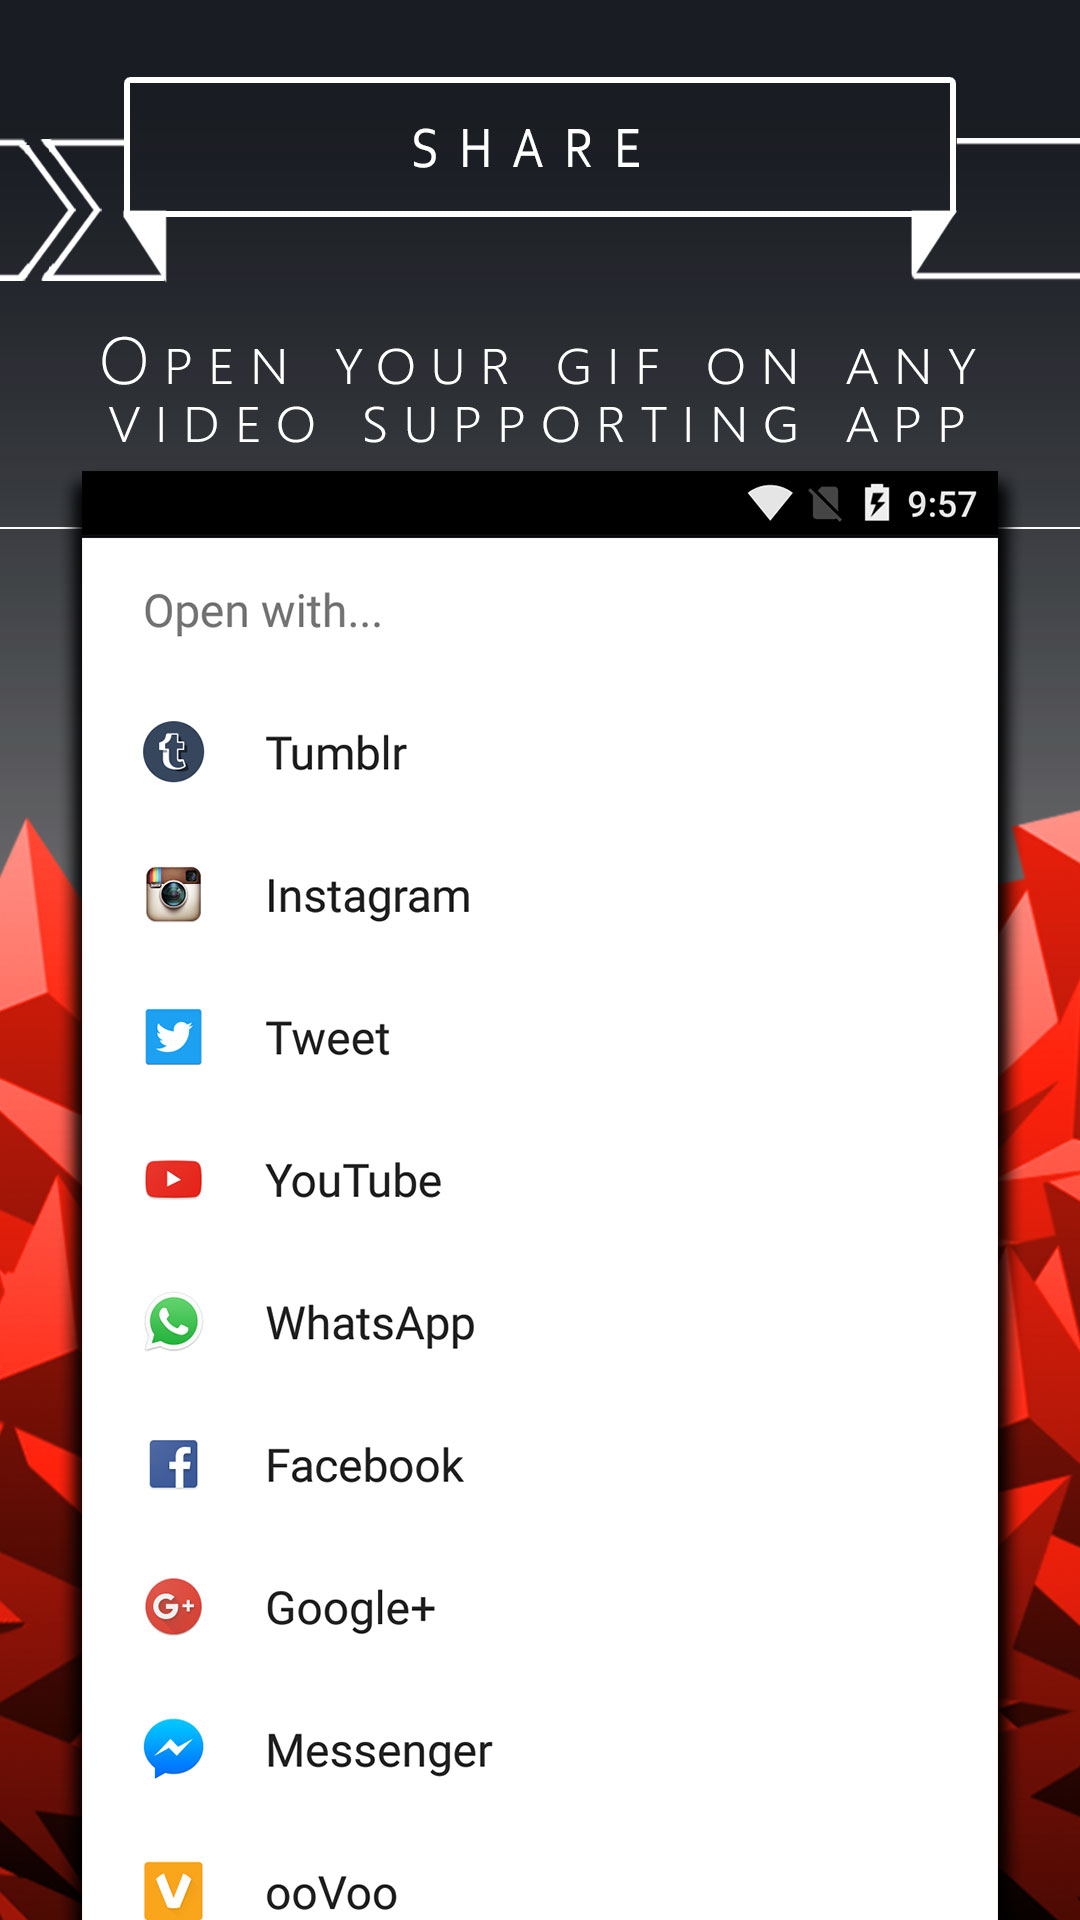 SHARE
OPEN YOUR GIF ON ANY
VIDEO SUPPORTING APP
9:57
Open with...
Tumblr
Instagram
Tweet
YouTube
WhatsApp
Facebook
G+ Google+
Messenger
ooVoo